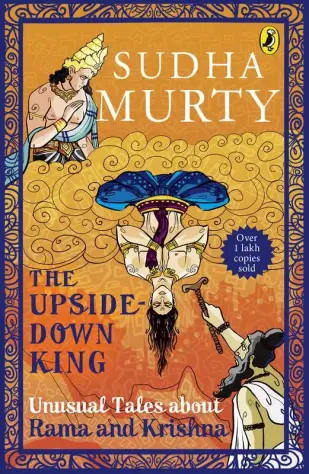 SUDHA
MURTY
Over
1 lakh
copies
sold
THE
UPSIDE-
DOWN
KING
Unusual Tales about
Rama and Krishna